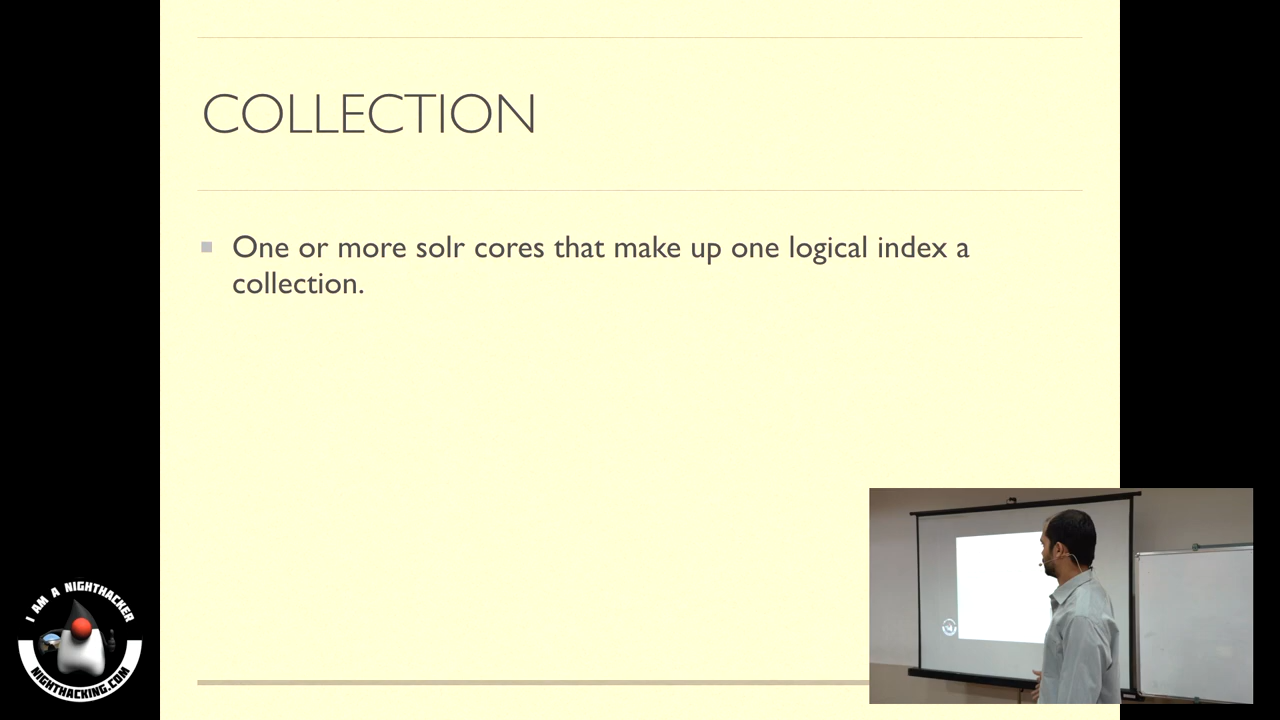 COLLECTION
One or more solr cores that make up one logical index a
collection.
I AM A NIGHTHACKER
NIGHTHACKING.COM